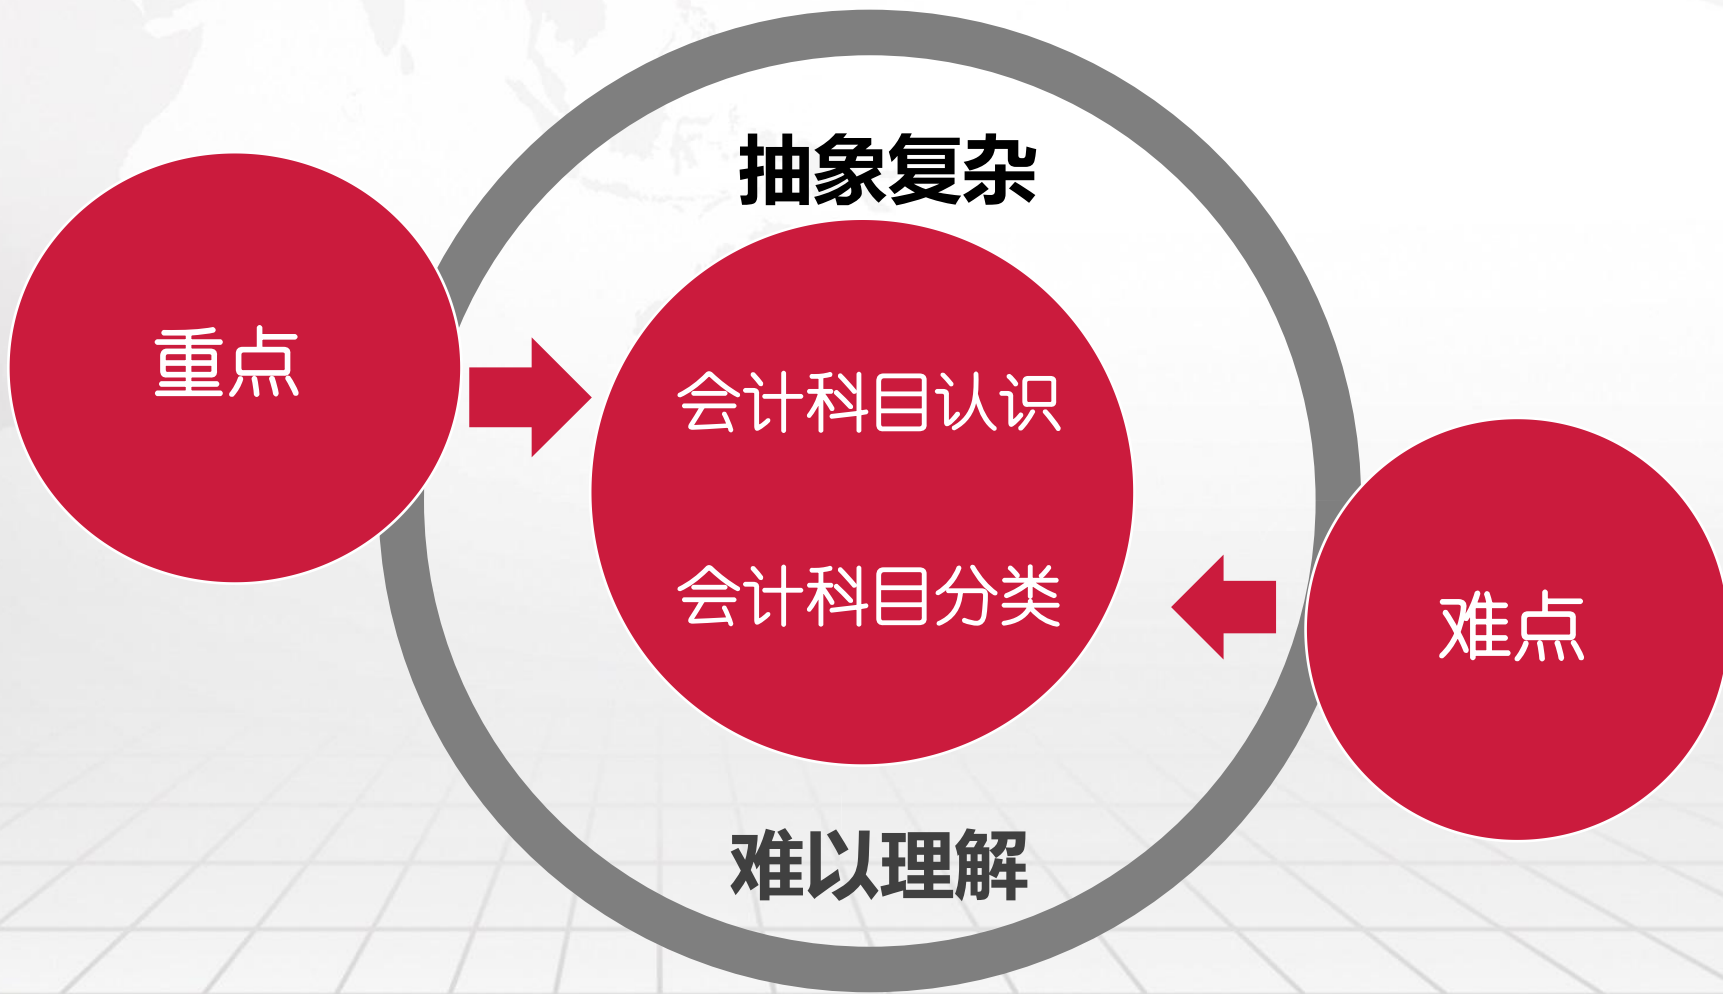 抽象复杂
重点
会计科目认识
会计科目分类
难点
难以理解